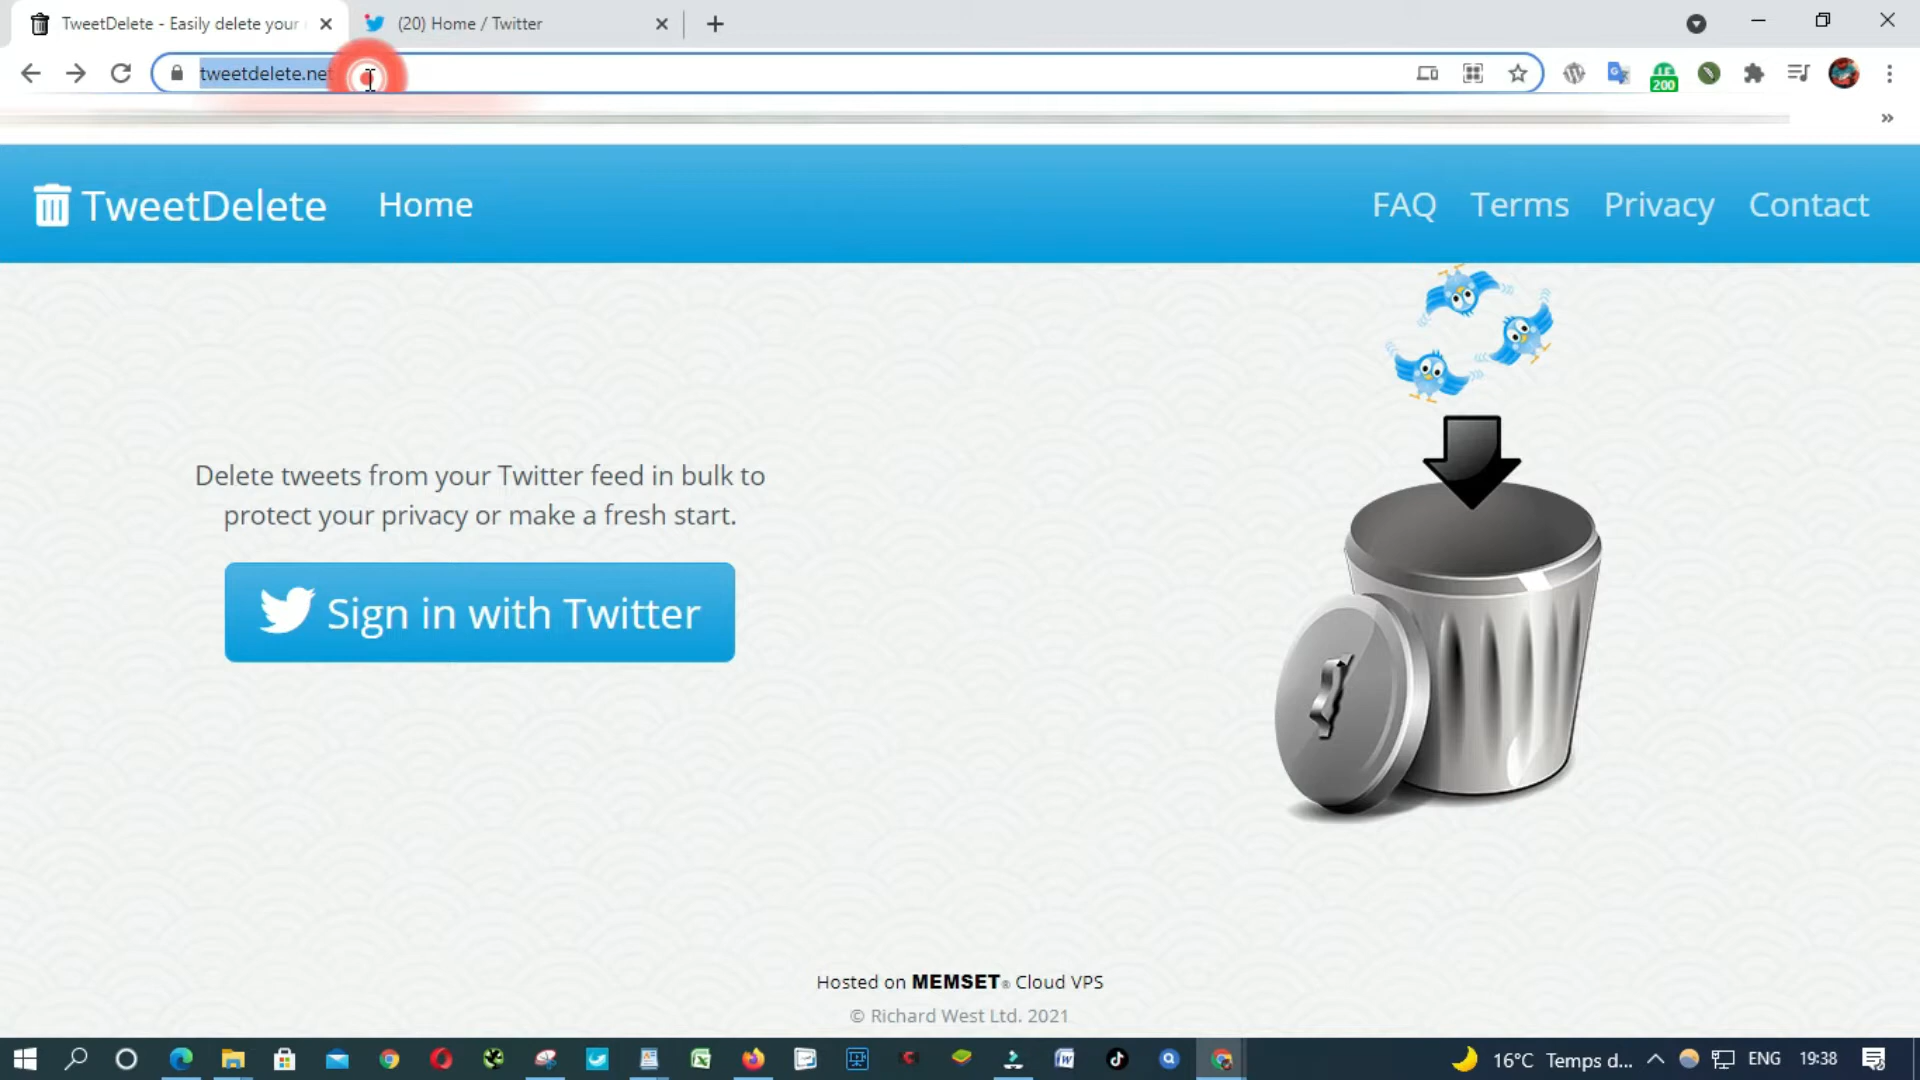 TweetDelete - Easily delete your
(20) Home / Twitter
tweetdelete.net
200
TweetDelete
Home
FAQ
Terms
Privacy
Contact
Delete tweets from your Twitter feed in bulk to
protect your privacy or make a fresh start.
Sign in with Twitter
Hosted on MEMSET® Cloud VPS
© Richard West Ltd. 2021
16°C Temps d...
ENG
19:38